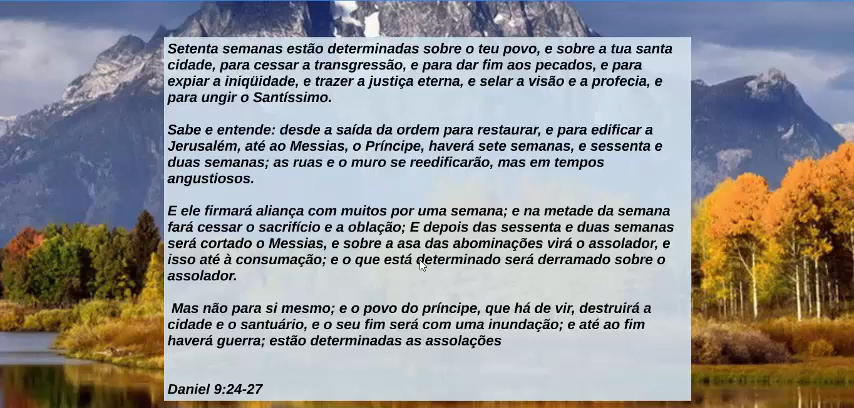 Setenta semanas estão determinadas sobre o teu povo, e sobre a tua santa
cidade, para cessar a transgressão, e para dar fim aos pecados, e para
expiar a iniqüidade, e trazer a justiça eterna, e selar a visão e a profecia, e
para ungir o Santíssimo.
Sabe e entende: desde a saída da ordem para restaurar, e para edificar a
Jerusalém, até ao Messias, o Príncipe, haverá sete semanas, e sessenta e
duas semanas; as ruas e o muro se reedificarão, mas em tempos
angustiosos.
E ele firmará aliança com muitos por uma semana; e na metade da semana
fará cessar o sacrifício e a oblação; E depois das sessenta e duas semanas
será cortado o Messias, e sobre a asa das abominações virá o assolador, e
isso até à consumação; e o que está determinado será derramado sobre o
assolador.
Mas não para si mesmo; e o povo do príncipe, que há de vir, destruirá a
cidade e o santuário, e o seu fim será com uma inundação; e até ao fim
haverá guerra; estão determinadas as assolações
Daniel 9:24-27